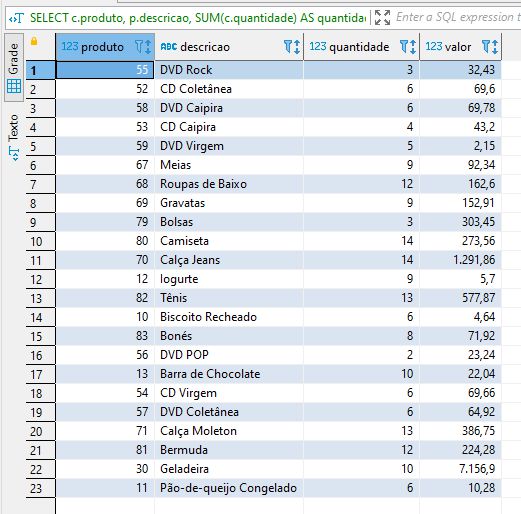 SELECT c.produto, p.descricao, SUM(c.quantidade) AS quantidad Enter a SQL expression t
Grade
Texto
123 produto ABC descricao 123 quantidade 123 valor
1 55 DVD Rock 3 32,43
2 52 CD Coletânea 6 69,6
3 58 DVD Caipira 6 69,78
4 53 CD Caipira 4 43,2
5 59 DVD Virgem 5 2,15
6 67 Meias 9 92,34
7 68 Roupas de Baixo 12 162,6
8 69 Gravatas 9 152,91
9 79 Bolsas 3 303,45
10 80 Camiseta 14 273,56
11 70 Calça Jeans 14 1.291,86
12 12 Iogurte 9 5,7
13 82 Tênis 13 577,87
14 10 Biscoito Recheado 6 4,64
15 83 Bonés 8 71,92
16 56 DVD POP 2 23,24
17 13 Barra de Chocolate 10 22,04
18 54 CD Virgem 6 69,66
19 57 DVD Coletânea 6 64,92
20 71 Calça Moleton 13 386,75
21 81 Bermuda 12 224,28
22 30 Geladeira 10 7.156,9
23 11 Pão-de-queijo Congelado 6 10,28